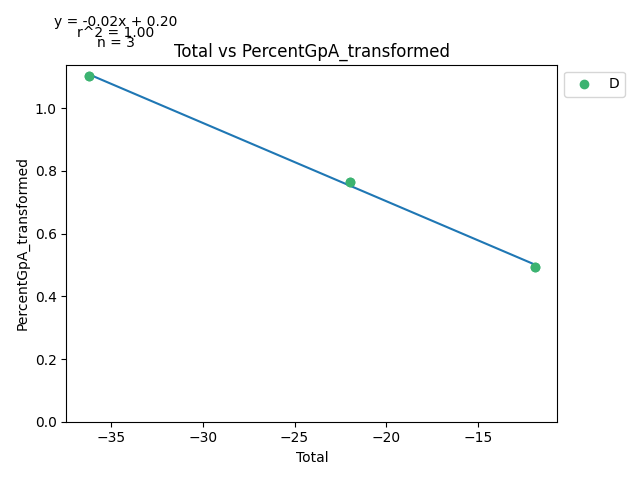 y = -0.02x + 0.20
r^2 = 1.00
n = 3
Total vs PercentGpA_transformed
D
PercentGpA_transformed
1.0
0.8
0.6
0.4
0.2
0.0
−35
−30
−25
−20
−15
Total